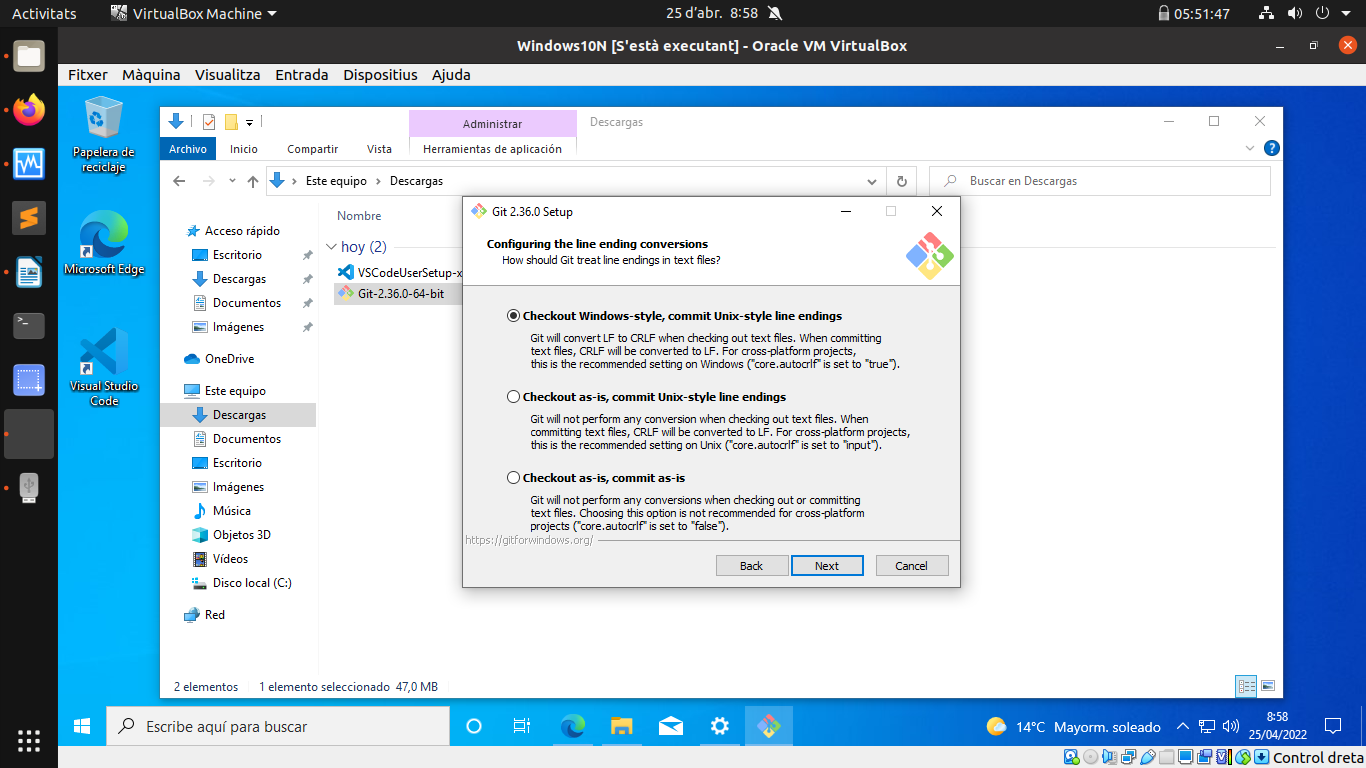 Activitats
VirtualBox Machine
25 d'abr. 8:58
05:51:47
Windows10N [S'està executant] - Oracle VM VirtualBox
Fitxer Màquina Visualitza Entrada Dispositius Ajuda
Papelera de
reciclaje
Microsoft Edge
Visual Studio
Code
Administrar
Descargas
Archivo Inicio Compartir Vista Herramientas de aplicación
Este equipo
Descargas
Buscar en Descargas
Acceso rápido
Escritorio
Descargas
Documentos
Imágenes
OneDrive
Este equipo
Descargas
Documentos
Escritorio
Imágenes
Música
Objetos 3D
Vídeos
Disco local (C:)
Red
Nombre
hoy (2)
VSCodeUserSetup-x
Git-2.36.0-64-bit
2 elementos
1 elemento seleccionado 47,0 MB
Git 2.36.0 Setup
Configuring the line ending conversions
How should Git treat line endings in text files?
Checkout Windows-style, commit Unix-style line endings
Git will convert LF to CRLF when checking out text files. When committing
text files, CRLF will be converted to LF. For cross-platform projects,
this is the recommended setting on Windows ("core.autocrlf" is set to "true").
Checkout as-is, commit Unix-style line endings
Git will not perform any conversion when checking out text files. When
committing text files, CRLF will be converted to LF. For cross-platform projects,
this is the recommended setting on Unix ("core.autocrlf" is set to "input").
Checkout as-is, commit as-is
Git will not perform any conversions when checking out or committing
text files. Choosing this option is not recommended for cross-platform
projects ("core.autocrlf" is set to "false").
https://gitforwindows.org/
Back
Next
Cancel
Escribe aquí para buscar
14°C Mayorm. soleado
8:58
25/04/2022
Control dreta